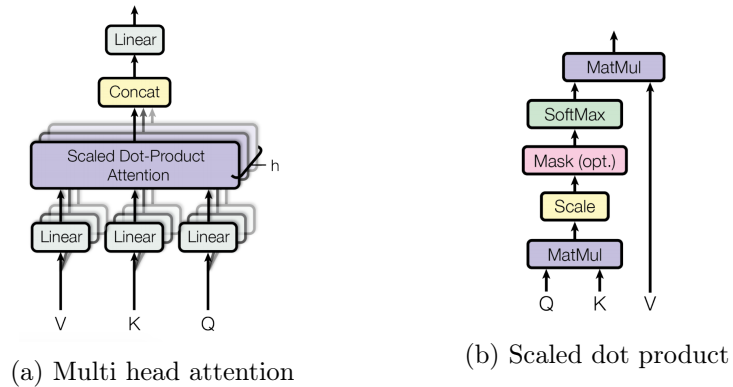 Linear
Concat
Scaled Dot-Product
Attention
h
Linear Linear Linear
V K Q
(a) Multi head attention
MatMul
SoftMax
Mask (opt.)
Scale
MatMul
Q K V
(b) Scaled dot product